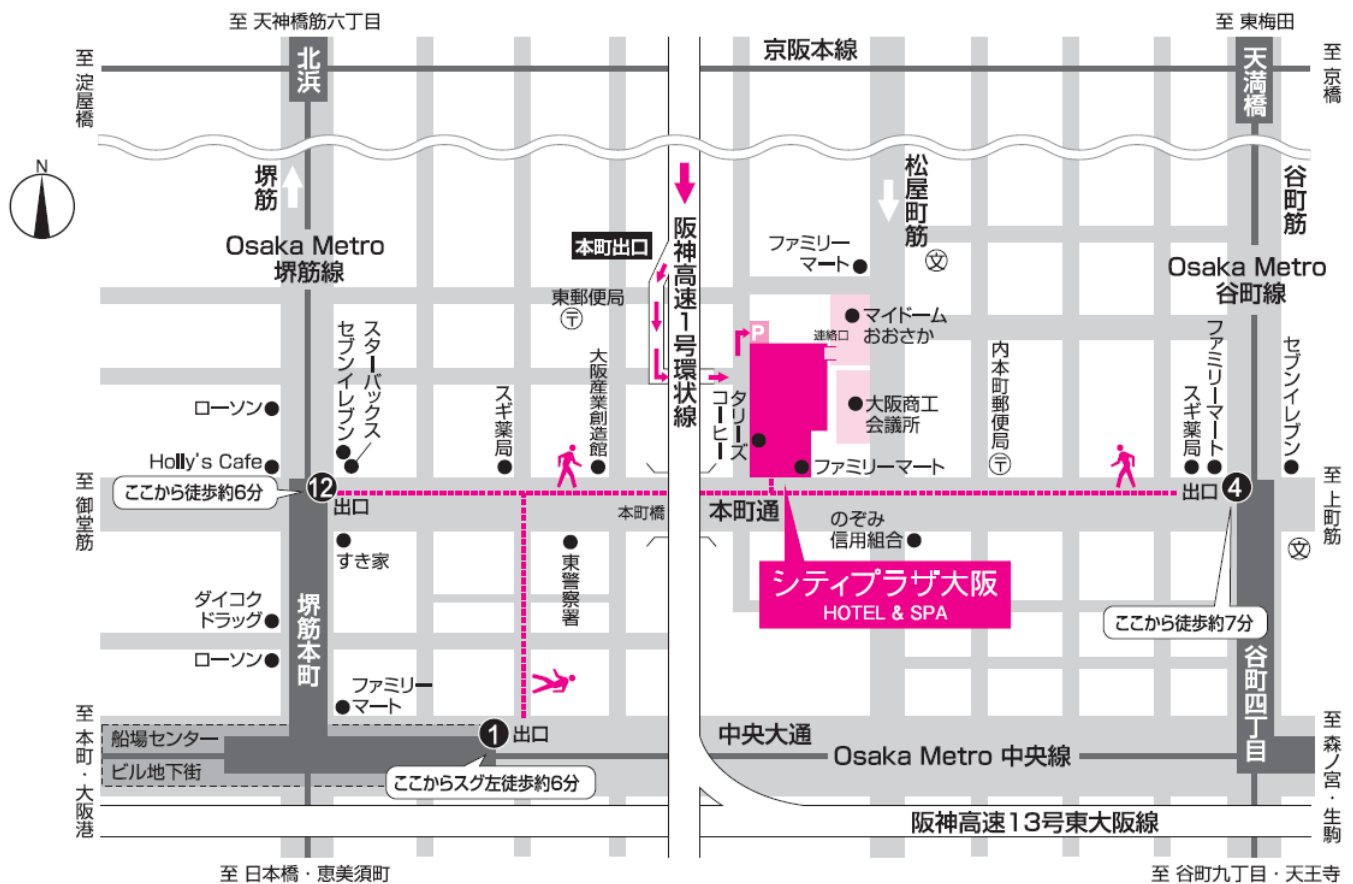 至 天神橋筋六丁目
至 東梅田
至 淀屋橋
北浜
京阪本線
天満橋
至 京橋
N
堺筋
松屋町筋
谷町筋
Osaka Metro
堺筋線
本町出口
阪神高速1号環状線
ファミリー
マート
文
Osaka Metro
谷町線
東郵便局
〒
P
連絡口
マイドーム
おおさか
セブンイレブン
スターバックス
ローソン
スギ薬局
大阪産業創造館
タリーズ
コーヒー
大阪商工
会議所
内本町郵便局
〒
スギ薬局
ファミリーマート
セブンイレブン
Holly's Cafe
ファミリーマート
ここから徒歩約6分
12
出口
至 御堂筋
本町橋
本町通
出口
4
至 上町筋
すき家
東警察署
のぞみ
信用組合
文
シティプラザ大阪
HOTEL & SPA
ダイコク
ドラッグ
堺筋本町
ここから徒歩約7分
ローソン
ファミリー
マート
谷町四丁目
至 本町・大阪港
船場センター
ビル地下街
1
出口
ここからスグ左徒歩約6分
中央大通
Osaka Metro 中央線
至 森ノ宮・生駒
阪神高速13号東大阪線
至 日本橋・恵美須町
至 谷町九丁目・天王寺